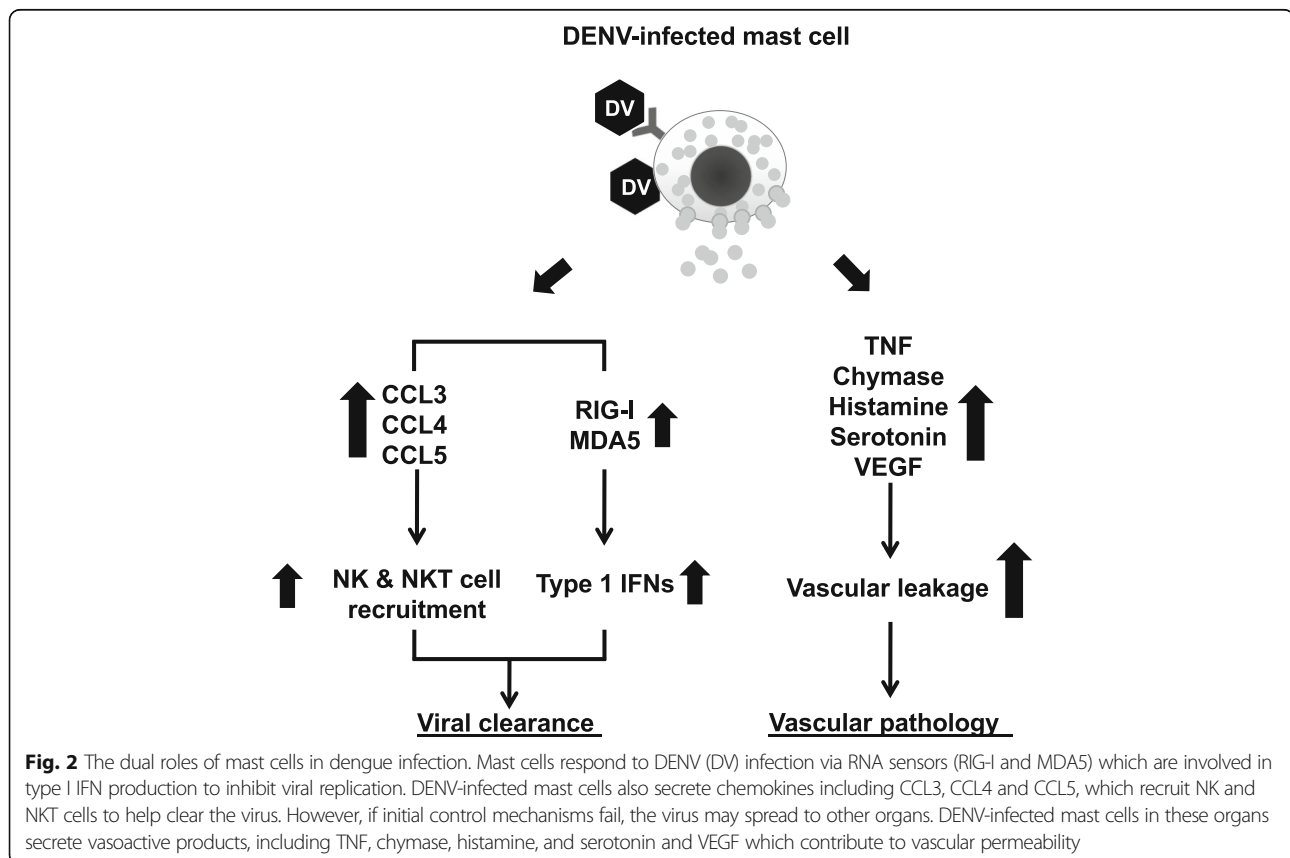 DENV-infected mast cell
DV
DV
CCL3
CCL4
CCL5
RIG-I
MDA5
TNF
Chymase
Histamine
Serotonin
VEGF
NK & NKT cell
recruitment
Type 1 IFNs
Vascular leakage
Viral clearance
Vascular pathology
Fig. 2 The dual roles of mast cells in dengue infection. Mast cells respond to DENV (DV) infection via RNA sensors (RIG-I and MDA5) which are involved in
type I IFN production to inhibit viral replication. DENV-infected mast cells also secrete chemokines including CCL3, CCL4 and CCL5, which recruit NK and
NKT cells to help clear the virus. However, if initial control mechanisms fail, the virus may spread to other organs. DENV-infected mast cells in these organs
secrete vasoactive products, including TNF, chymase, histamine, and serotonin and VEGF which contribute to vascular permeability